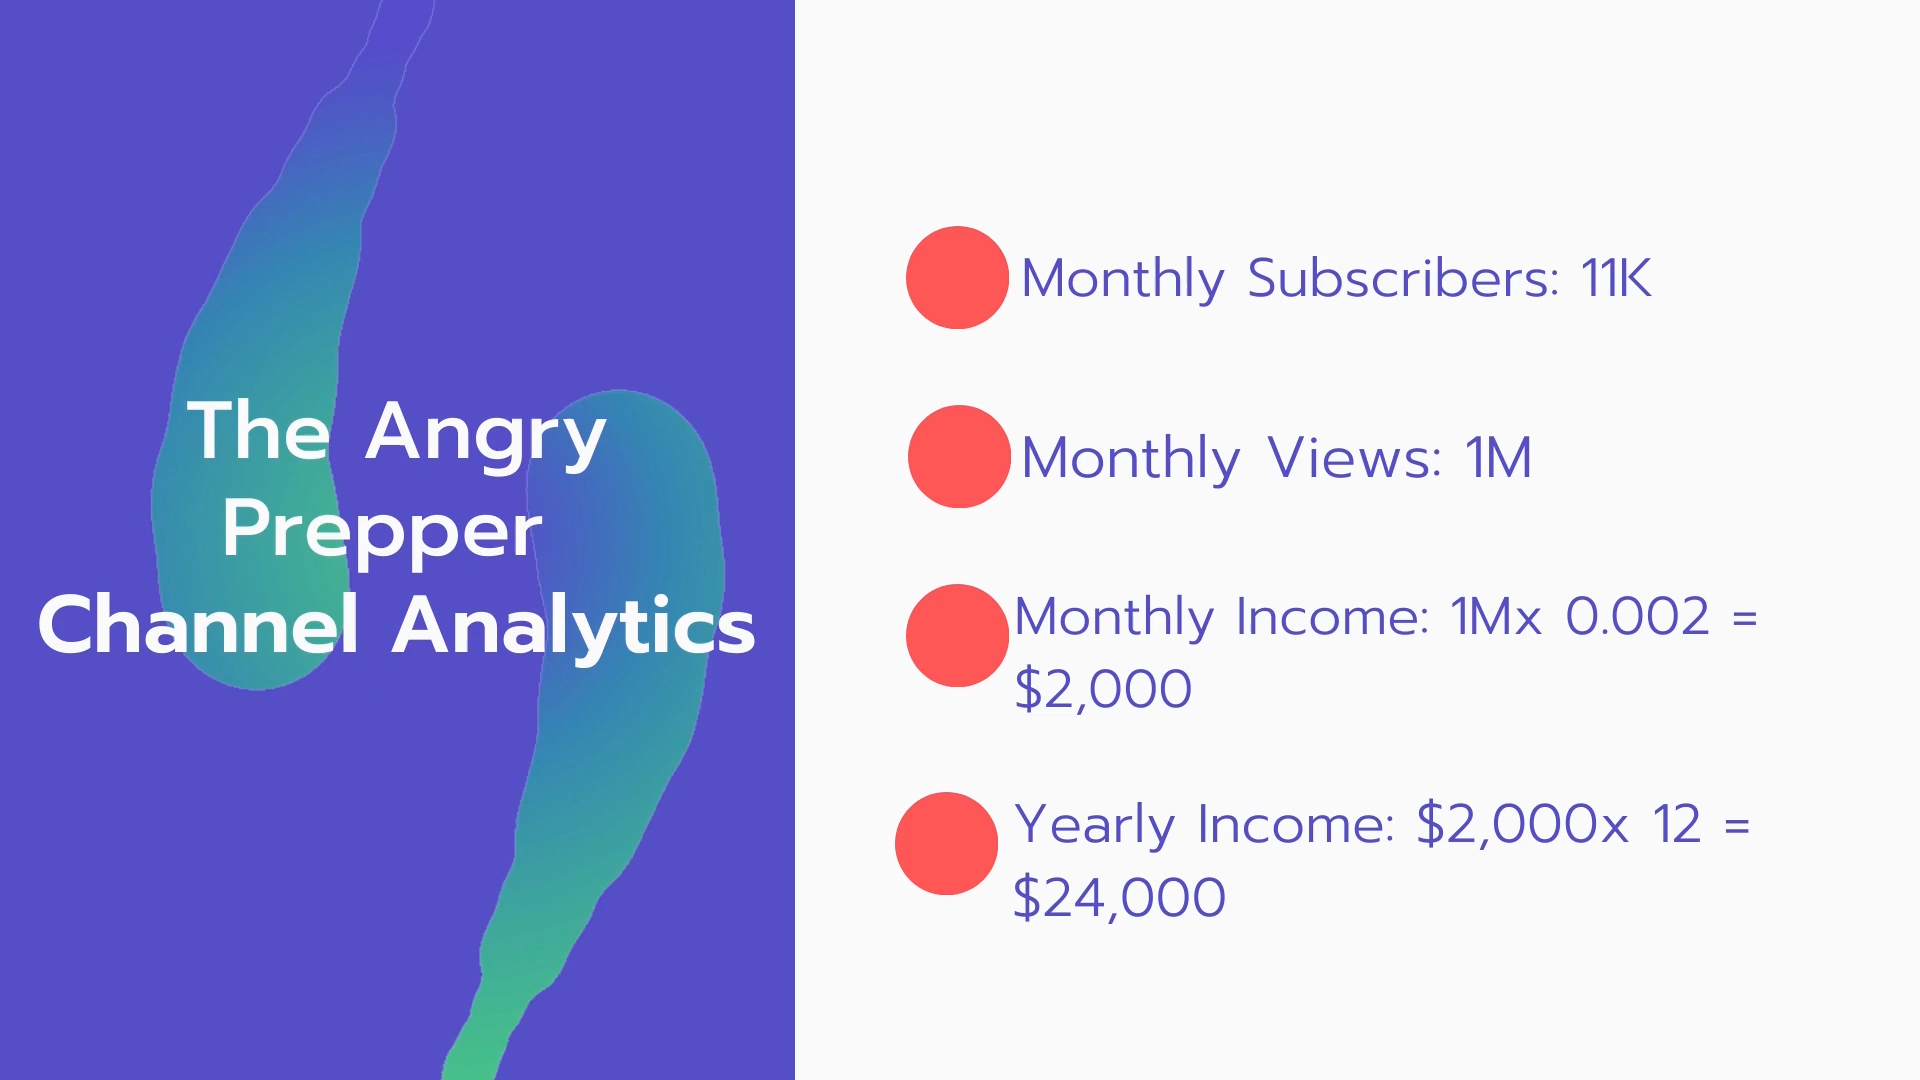 The Angry
Prepper
Channel Analytics
Monthly Subscribers: 11K
Monthly Views: 1M
Monthly Income: 1Mx 0.002 =
$2,000
Yearly Income: $2,000x 12 =
$24,000